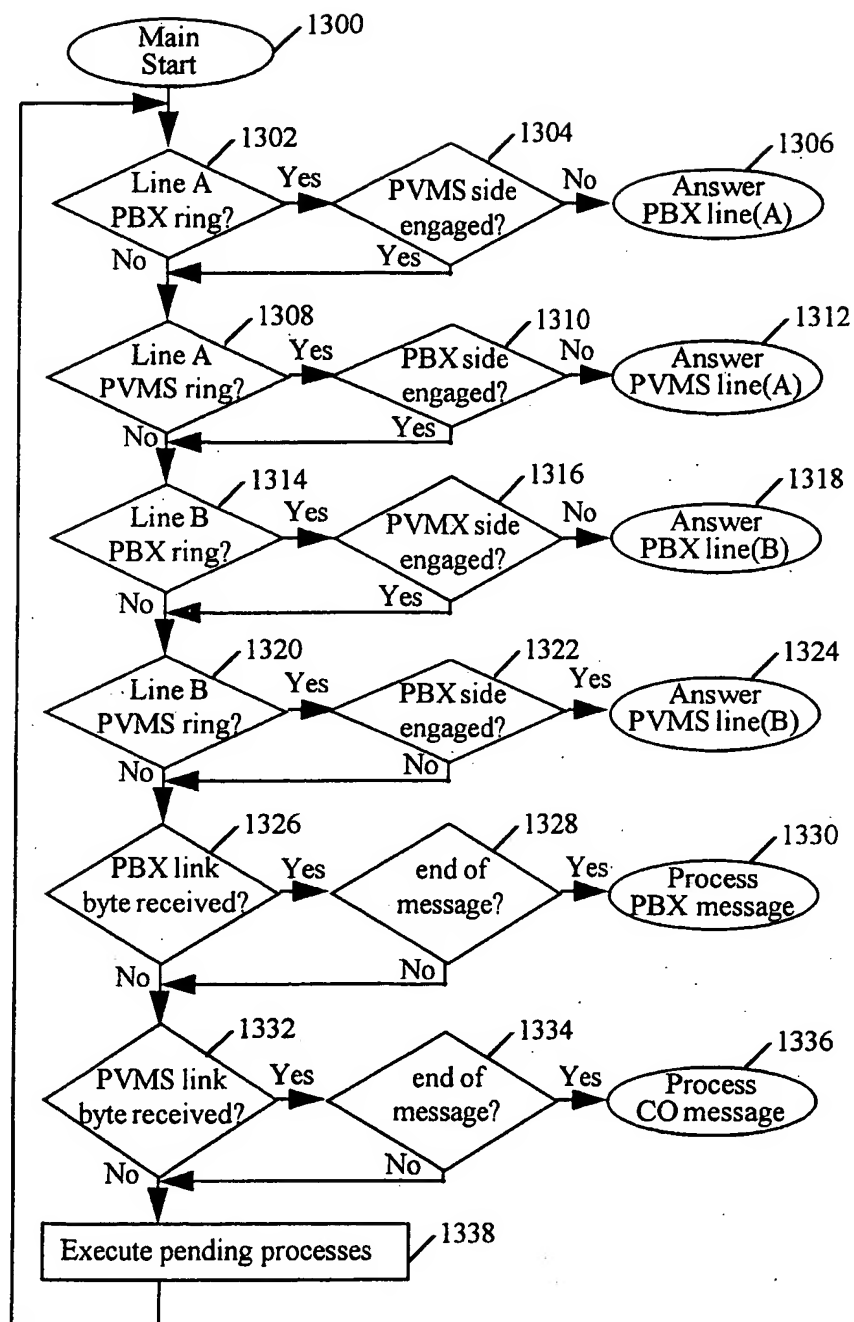 Main
Start
1300
1302
1304
1306
Line A
PBX ring?
Yes
PVMS side
engaged?
No
Answer
PBX line(A)
No
Yes
1308
1310
1312
Line A
PVMS ring?
Yes
PBX side
engaged?
No
Answer
PVMS line(A)
No
Yes
1314
1316
1318
Line B
PBX ring?
Yes
PVMX side
engaged?
No
Answer
PBX line(B)
No
Yes
1320
1322
1324
Line B
PVMS ring?
Yes
PBX side
engaged?
Yes
Answer
PVMS line(B)
No
No
1326
1328
1330
PBX link
byte received?
Yes
end of
message?
Yes
Process
PBX message
No
No
1332
1334
1336
PVMS link
byte received?
Yes
end of
message?
Yes
Process
CO message
No
No
Execute pending processes
1338